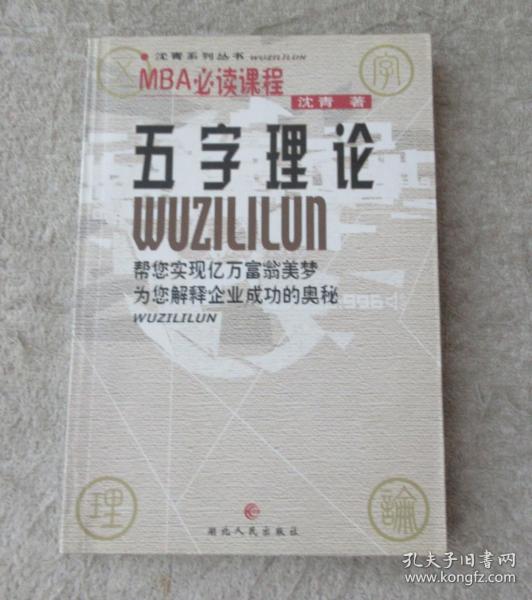 沈青系列丛书 WUZILILUN
MBA必读课程
沈青 著
五 字
五字理论
WUZILILUN
帮您实现亿万富翁美梦
为您解释企业成功的奥秘
WUZILILUN
理 論
湖北人民出版社
孔夫子旧书网
www.kongfz.com